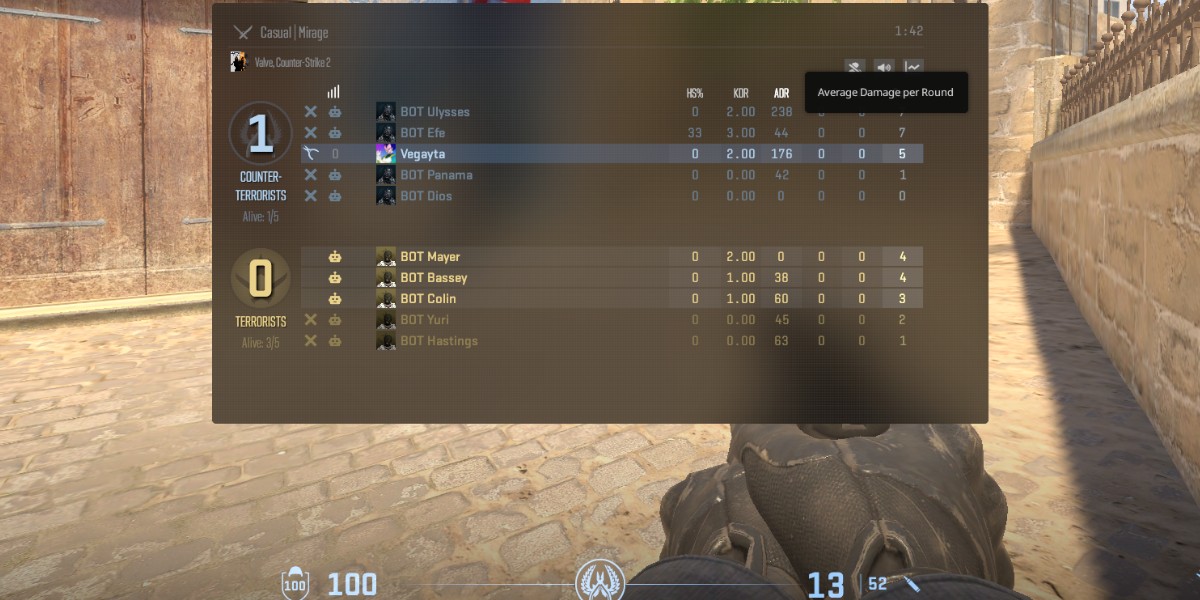 Casual | Mirage 1:42
Valve, Counter-Strike 2
Average Damage per Round
HS% KDR ADR
1
COUNTER-
TERRORISTS
Alive: 1/5
BOT Ulysses 0 2.00 238
BOT Efe 33 3.00 44 0 0 7
0 Vegayta 0 2.00 176 0 0 5
BOT Panama 0 0.00 42 0 0 1
BOT Dios 0 0.00 0 0 0 0
0
TERRORISTS
Alive: 3/5
BOT Mayer 0 2.00 0 0 0 4
BOT Bassey 0 1.00 38 0 0 4
BOT Colin 0 1.00 60 0 0 3
BOT Yuri 0 0.00 45 0 0 2
BOT Hastings 0 0.00 63 0 0 1
100 100 13 52